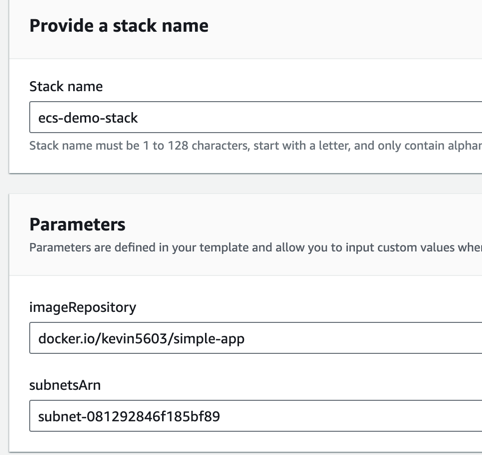 Provide a stack name
Stack name
ecs-demo-stack
Stack name must be 1 to 128 characters, start with a letter, and only contain alphan
Parameters
Parameters are defined in your template and allow you to input custom values when
imageRepository
docker.io/kevin5603/simple-app
subnetsArn
subnet-081292846f185bf89